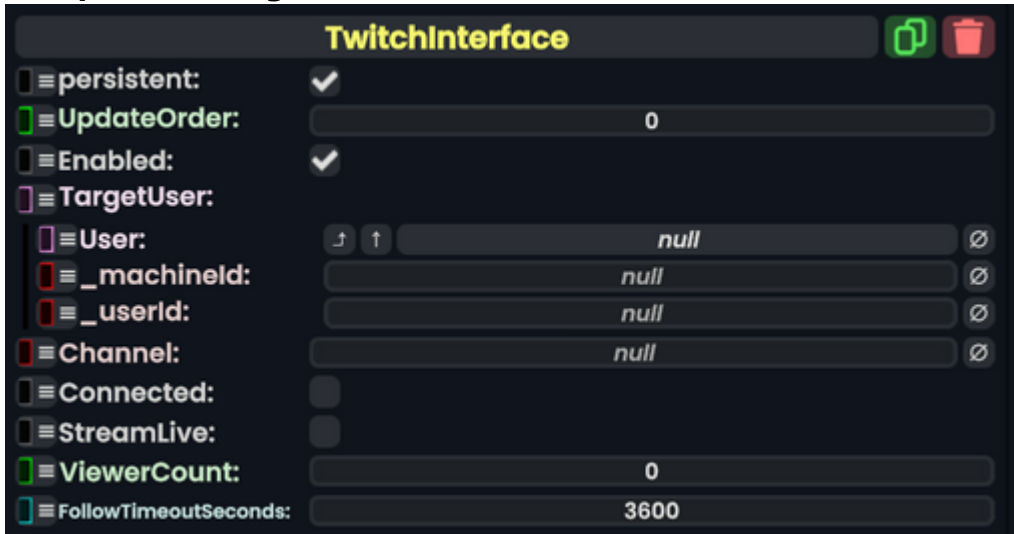 TwitchInterface
persistent:
UpdateOrder: 0
Enabled:
TargetUser:
User: null
_machineId: null
_userId: null
Channel: null
Connected:
StreamLive:
ViewerCount: 0
FollowTimeoutSeconds: 3600